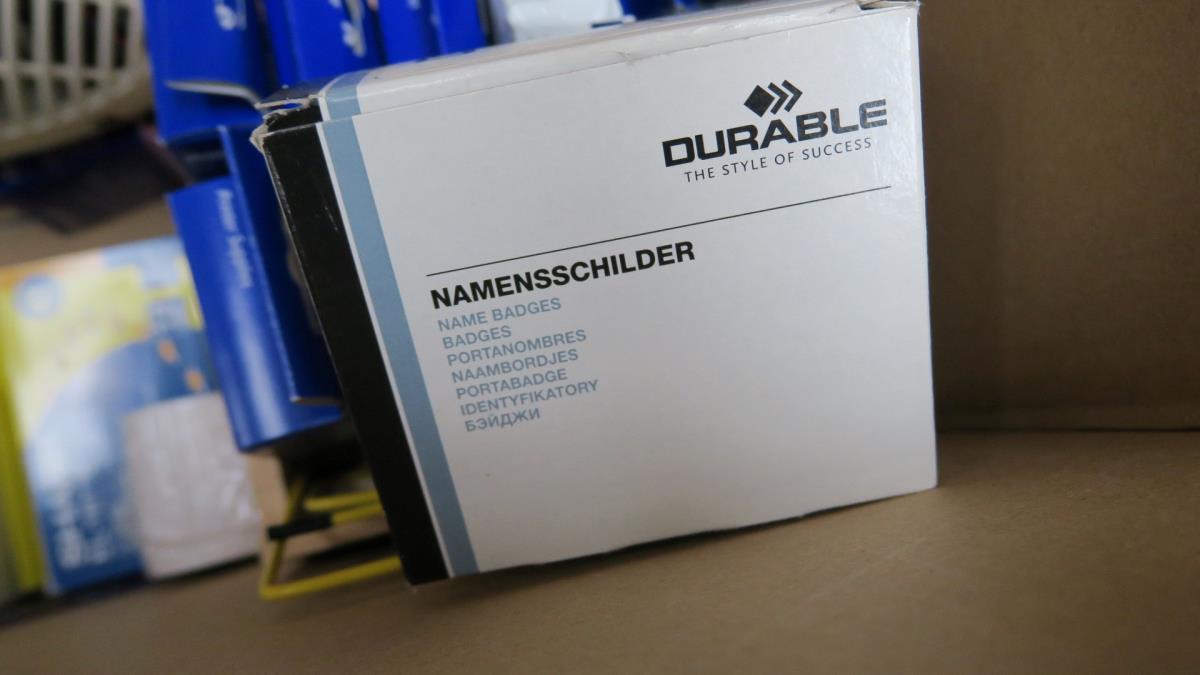 DURABLE
THE STYLE OF SUCCESS
NAMENSSCHILDER
NAME BADGES
BADGES
PORTANOMBRES
NAAMBORDJES
PORTABADGE
IDENTYFIKATORY
БЭЙДЖИ